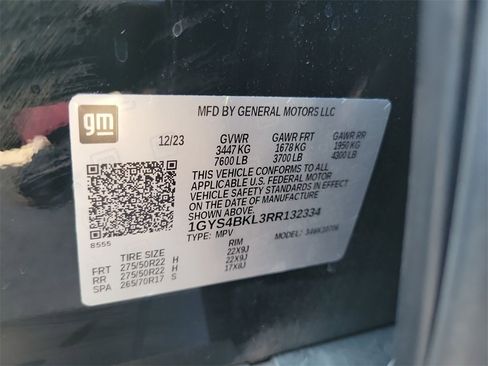 gm
MFD BY GENERAL MOTORS LLC
12/23 GVWR GAWR FRT GAWR RR
3447 KG 1678 KG 1950 KG
7600 LB 3700 LB 4300 LB
THIS VEHICLE CONFORMS TO ALL
APPLICABLE U.S. FEDERAL MOTOR
VEHICLE SAFETY STANDARDS IN EFFECT
ON THE DATE OF MANUFACTURE SHOWN ABOVE.
1GYS4BKL3RR132334
8555 TYPE: MPV MODEL:
TIRE SIZE RIM
FRT 275/50R22 H 22X9J
RR 275/50R22 H 22X9J
SPA 265/70R17 S 17X8J